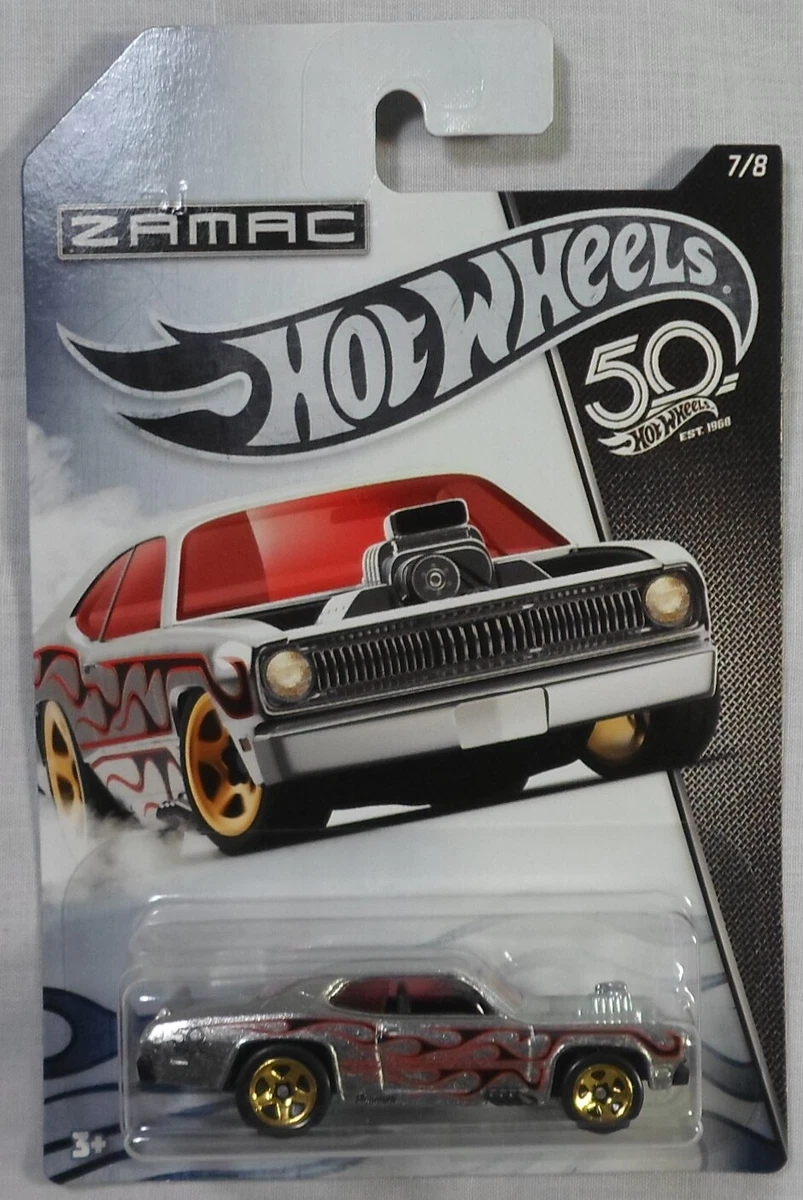 7/8
ZAMAC
HOT WHEELS
50
HOT WHEELS
EST. 1968
3+